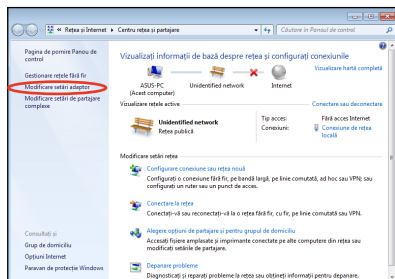 « Rețea și Internet ▸ Centru rețea și partajare
Căutare în Panoul de control
Pagina de pornire Panou de
control
Gestionare rețele fără fir
Modificare setări adaptor
Modificare setări de partajare
complexe
Consultați și
Grup de domiciliu
Opțiuni Internet
Paravan de protecție Windows
Vizualizați informații de bază despre rețea și configurați conexiunile
Vizualizare hartă completă
ASUS-PC
(Acest computer)
Unidentified network
Internet
Vizualizare rețele active
Conectare sau deconectare
Unidentified network
Rețea publică
Tip acces: Fără acces Internet
Conexiuni: Conexiune de rețea
locală
Modificare setări rețea
Configurare conexiune sau rețea nouă
Configurați o conexiune fără fir, pe bandă largă, pe linie comutată, ad hoc sau VPN; sau
configurați un ruter sau un punct de acces.
Conectare la rețea
Conectați-vă sau reconectați-vă la o rețea fără fir, cu fir, pe linie comutată sau VPN.
Alegere opțiuni de partajare și pentru grupul de domiciliu
Accesați fișiere amplasate și imprimante conectate pe alte computere din rețea sau
modificați setările de partajare.
Depanare probleme
Diagnosticați și reparați probleme la rețea sau obțineți informații pentru depanare.